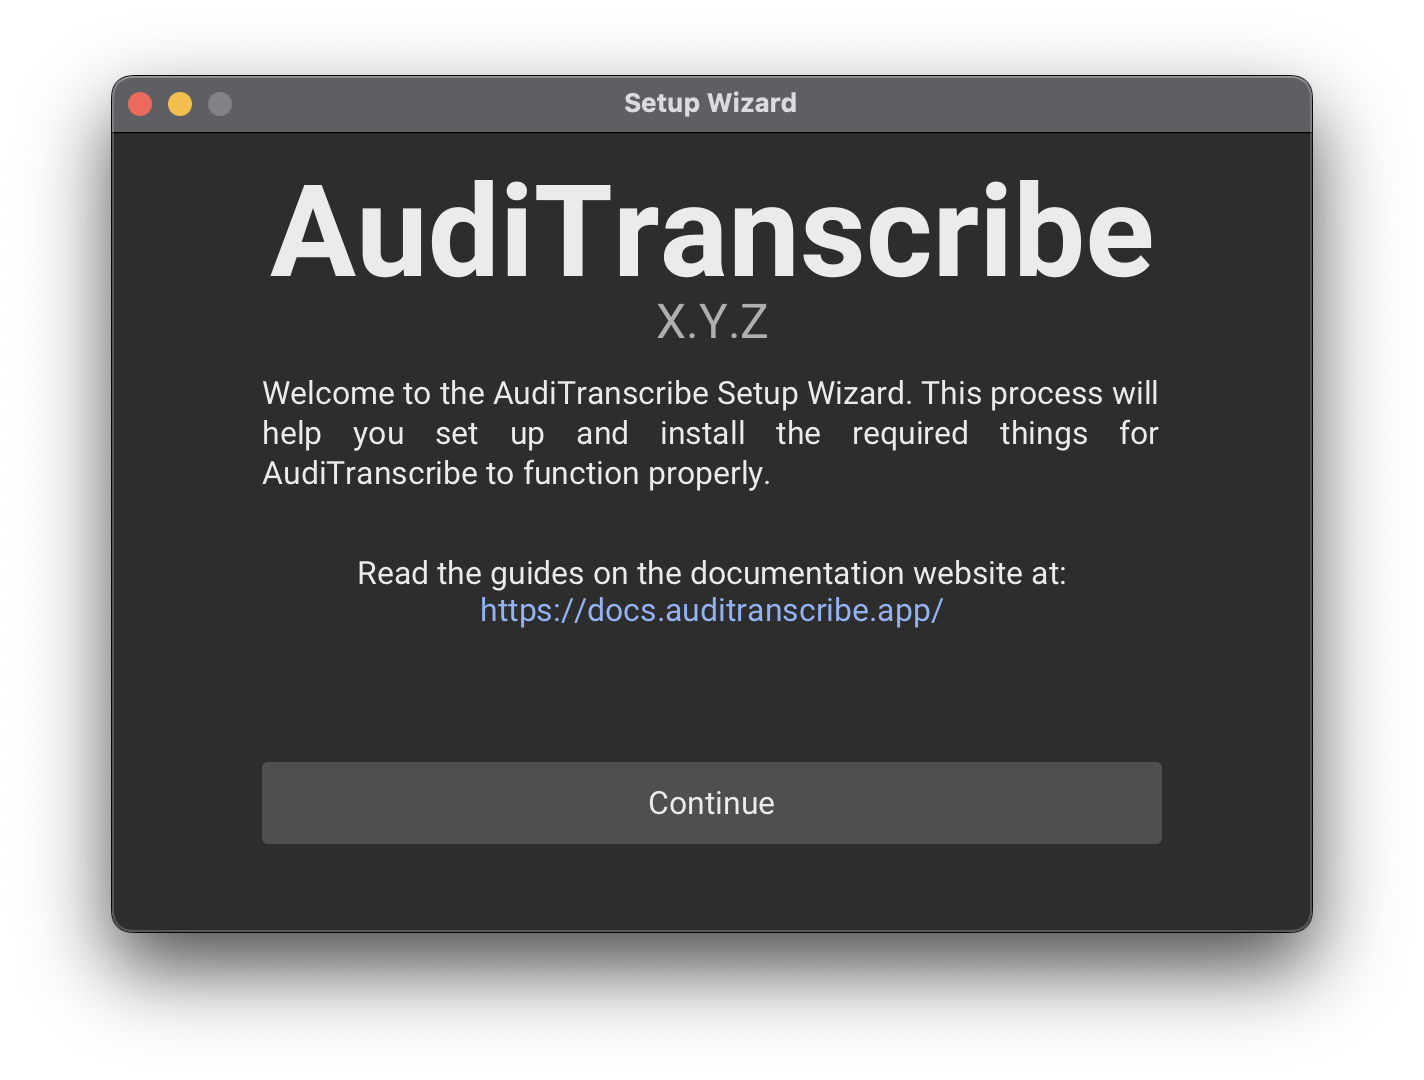 Setup Wizard
AudiTranscribe
X.Y.Z
Welcome to the AudiTranscribe Setup Wizard. This process will
help you set up and install the required things for
AudiTranscribe to function properly.
Read the guides on the documentation website at:
https://docs.auditranscribe.app/
Continue